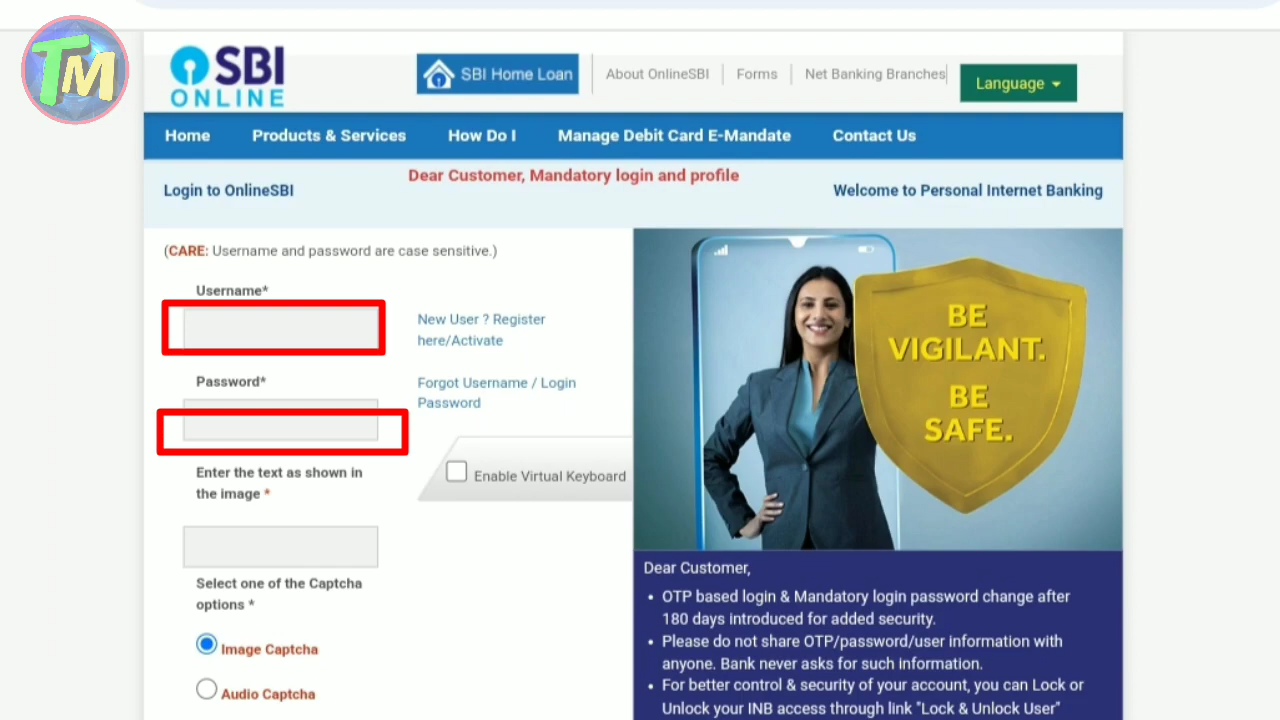 TM
SBI
ONLINE
SBI Home Loan
About OnlineSBI
Forms
Net Banking Branches
Language
Home
Products & Services
How Do I
Manage Debit Card E-Mandate
Contact Us
Login to OnlineSBI
Dear Customer, Mandatory login and profile
Welcome to Personal Internet Banking
(CARE: Username and password are case sensitive.)
Username*
New User ? Register
here/Activate
Password*
Forgot Username / Login
Password
Enter the text as shown in
the image *
Enable Virtual Keyboard
Select one of the Captcha
options *
Image Captcha
Audio Captcha
BE
VIGILANT.
BE
SAFE.
Dear Customer,
• OTP based login & Mandatory login password change after
180 days introduced for added security.
• Please do not share OTP/password/user information with
anyone. Bank never asks for such information.
• For better control & security of your account, you can Lock or
Unlock your INB access through link "Lock & Unlock User"